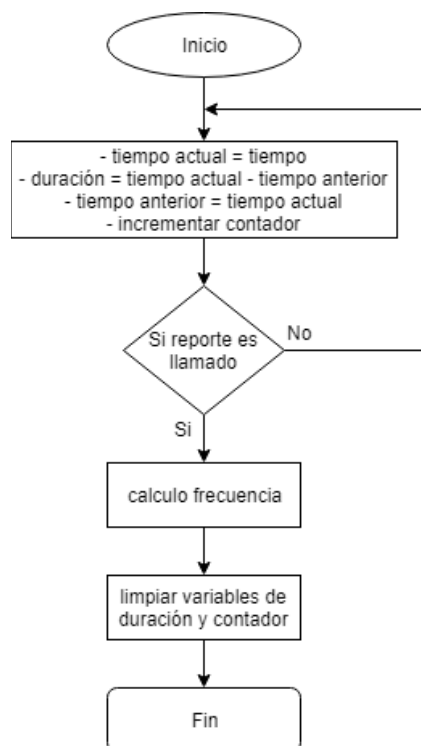 Inicio
- tiempo actual = tiempo
- duración = tiempo actual - tiempo anterior
- tiempo anterior = tiempo actual
- incrementar contador
Si reporte es
llamado
No
Si
calculo frecuencia
limpiar variables de
duración y contador
Fin